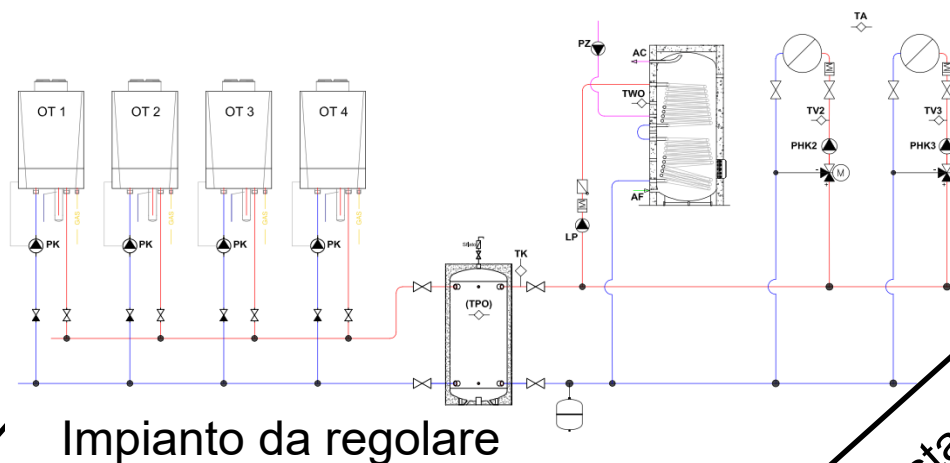 TA
PZ
AC
OT 1 OT 2 OT 3 OT 4
TWO
TV2 TV3
PHK2 PHK3
M
GAS GAS GAS GAS
AF
PK PK PK PK
LP
TK
(TPO)
Impianto da regolare